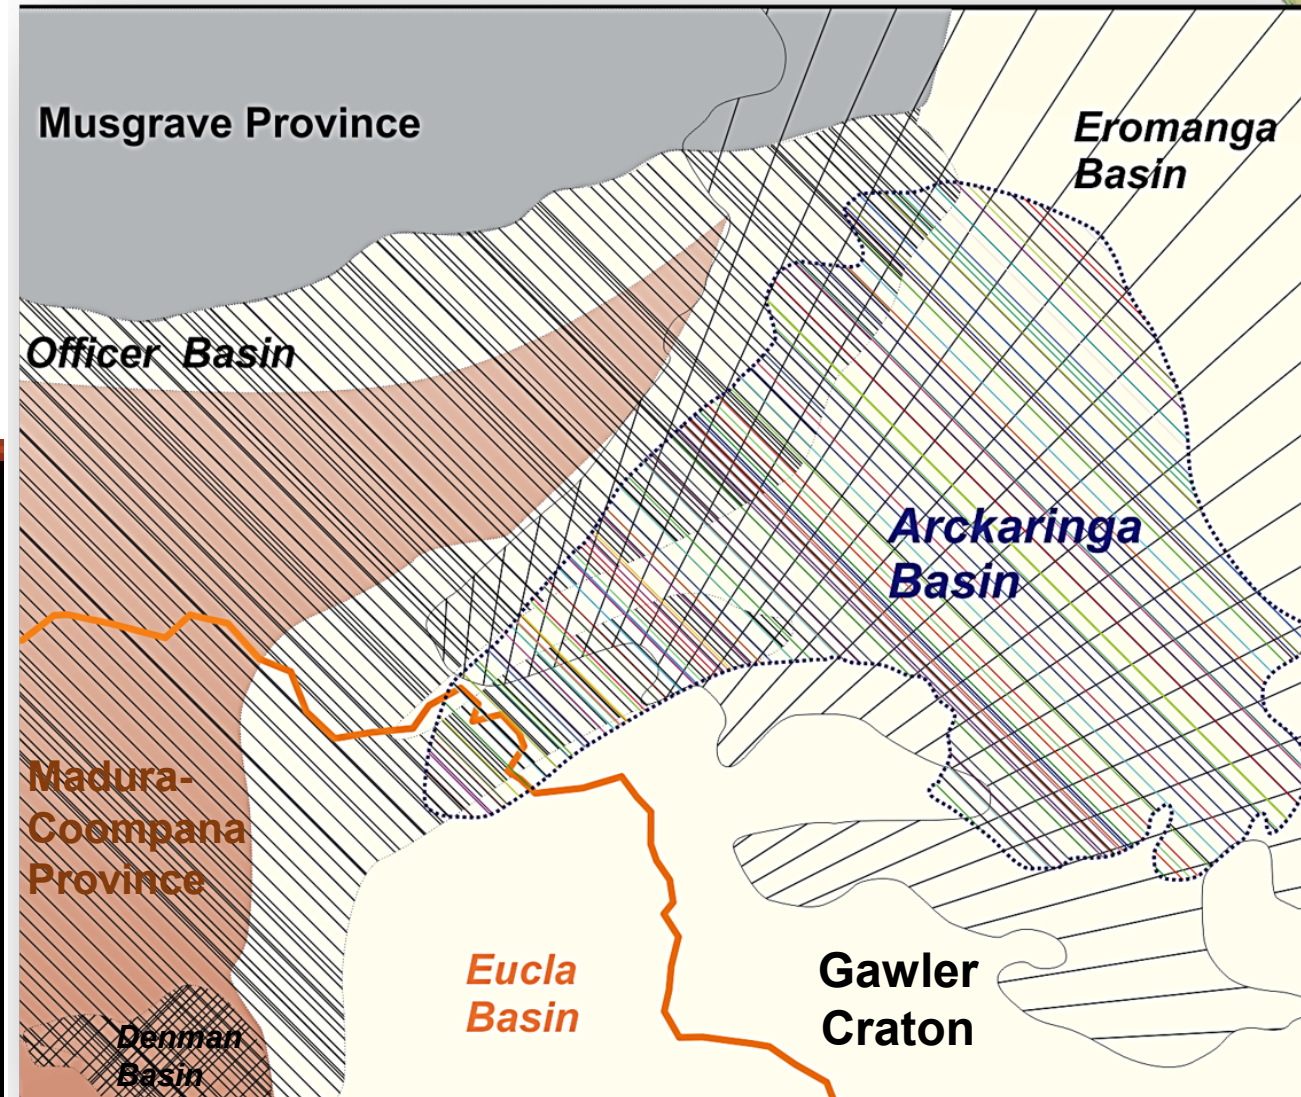 Musgrave Province
Eromanga
Basin
Officer Basin
Arckaringa
Basin
Madura-
Coompana
Province
Eucla
Basin
Gawler
Craton
Denman
Basin